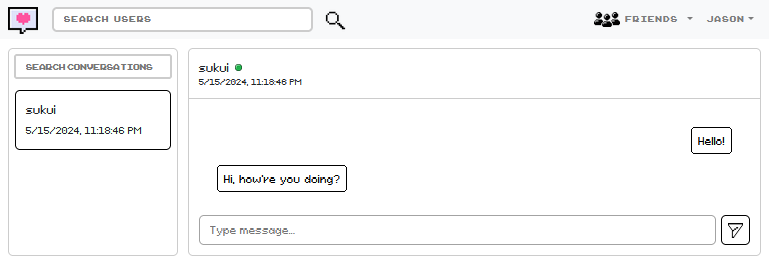 SEARCH USERS
FRIENDS
JASON
SEARCH CONVERSATIONS
sukui
5/15/2024, 11:18:46 PM
sukui
5/15/2024, 11:18:46 PM
Hello!
Hi, how're you doing?
Type message...